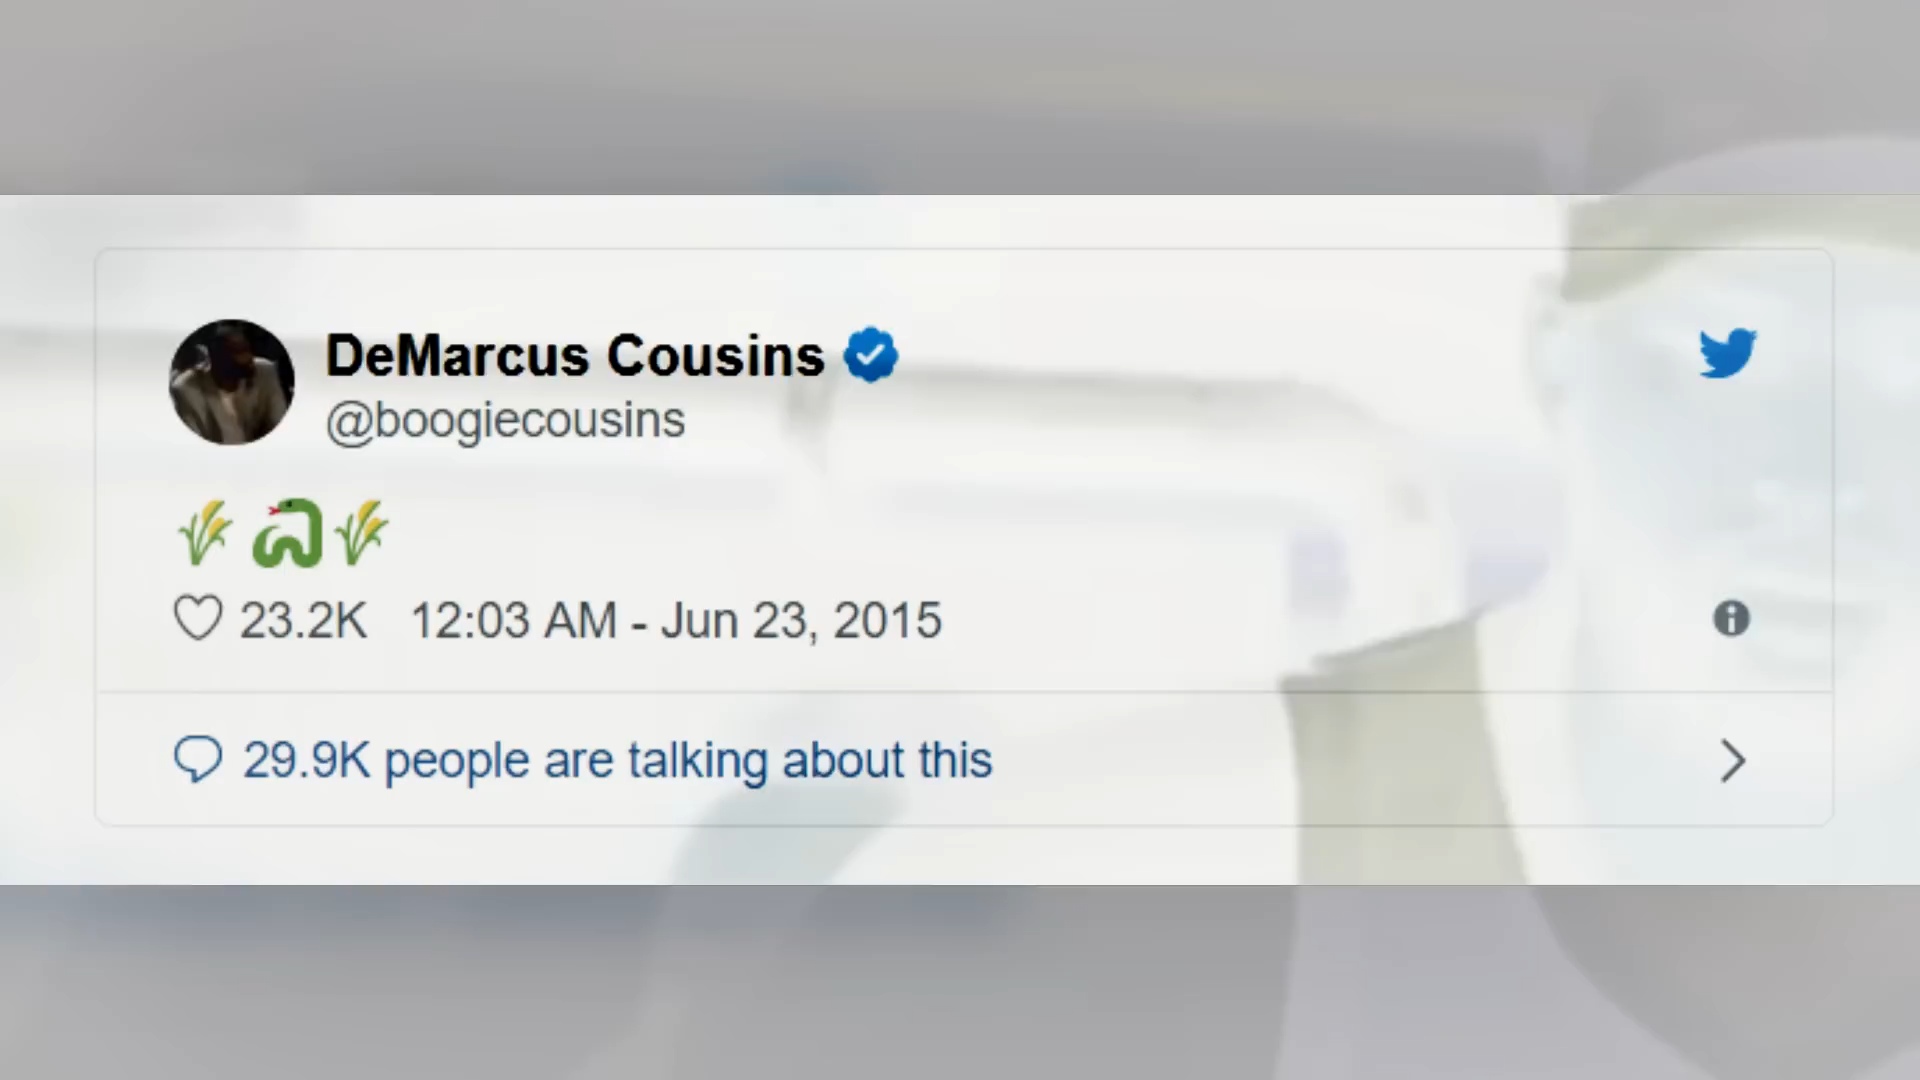 DeMarcus Cousins
@boogiecousins
🌾 🐍🌾
23.2K 12:03 AM - Jun 23, 2015
29.9K people are talking about this